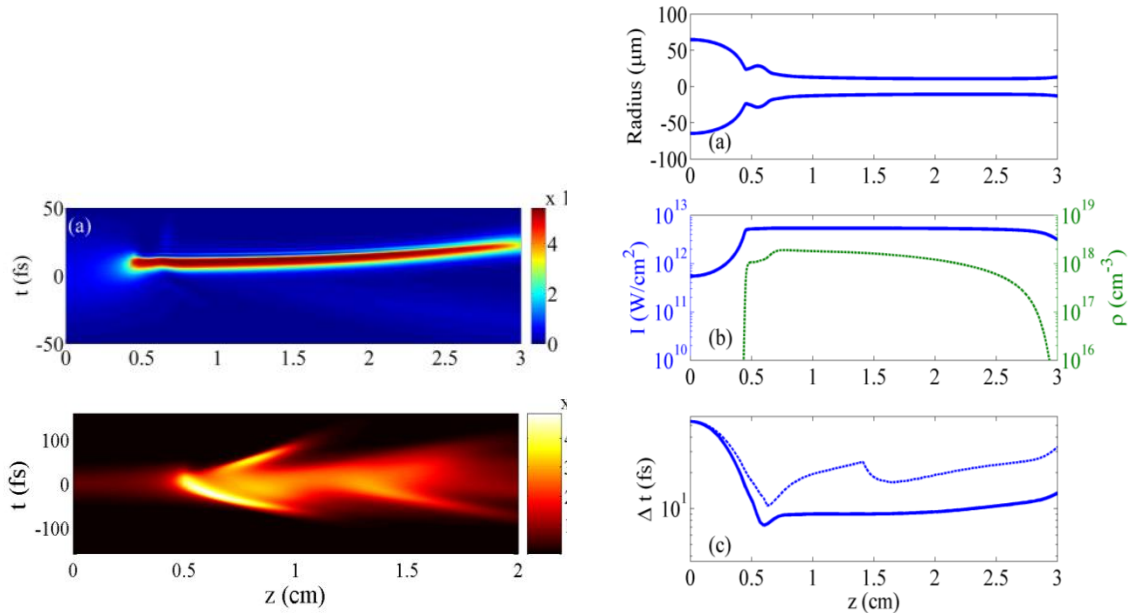 (a)
t (fs)
50
0
-50
0 0.5 1 1.5 2 2.5 3
x 1
4
2
0
t (fs)
100
0
-100
0 0.5 1 1.5 2
z (cm)
x
4
3
2
1
Radius (μm)
100
50
0
-50
-100
(a)
0 0.5 1 1.5 2 2.5 3
I (W/cm²)
10¹³
10¹²
10¹¹
10¹⁰
(b)
10¹⁹
10¹⁸
10¹⁷
10¹⁶
ρ (cm⁻³)
0 0.5 1 1.5 2 2.5 3
Δ t (fs)
10¹
(c)
0 0.5 1 1.5 2 2.5 3
z (cm)